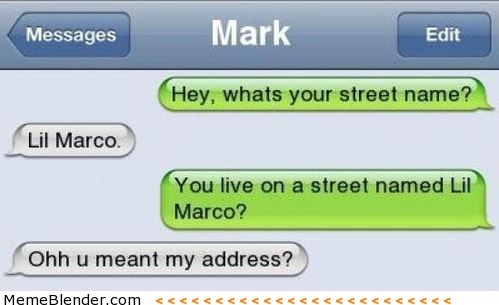 Messages
Mark
Edit
Hey, whats your street name?
Lil Marco.
You live on a street named Lil
Marco?
Ohh u meant my address?
MemeBlender.com < < < < < < < < < < < < < < < < < < < < < < < <